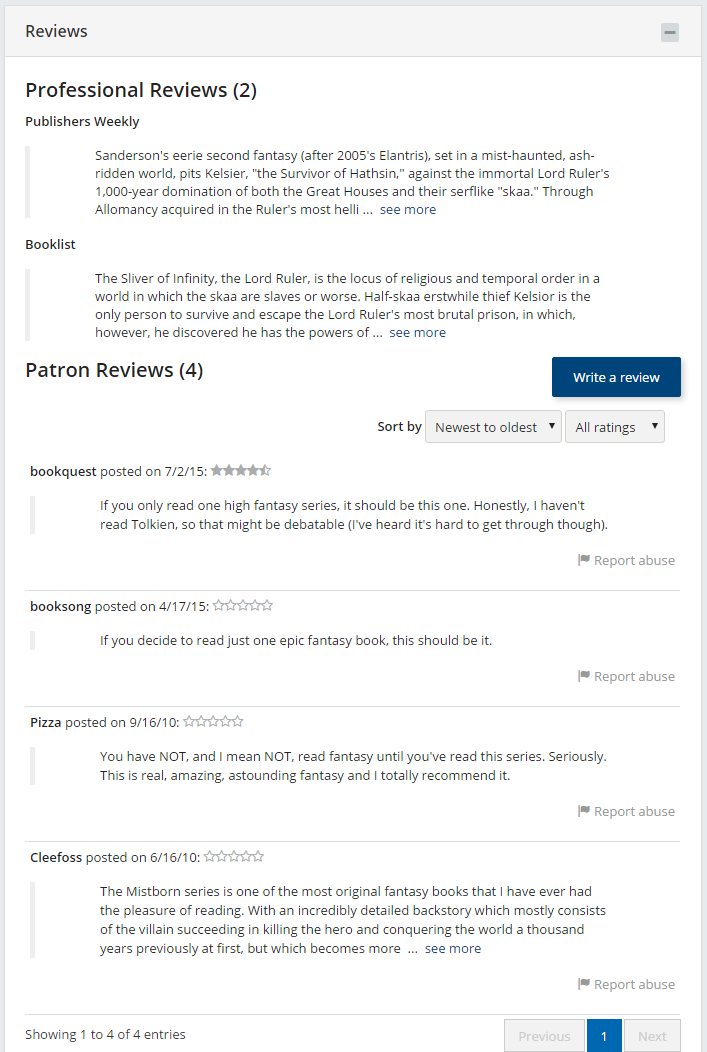 Reviews
Professional Reviews (2)
Publishers Weekly
Sanderson's eerie second fantasy (after 2005's Elantris), set in a mist-haunted, ash-
ridden world, pits Kelsier, "the Survivor of Hathsin," against the immortal Lord Ruler's
1,000-year domination of both the Great Houses and their serflike "skaa." Through
Allomancy acquired in the Ruler's most helli ... see more
Booklist
The Sliver of Infinity, the Lord Ruler, is the locus of religious and temporal order in a
world in which the skaa are slaves or worse. Half-skaa erstwhile thief Kelsior is the
only person to survive and escape the Lord Ruler's most brutal prison, in which,
however, he discovered he has the powers of ... see more
Patron Reviews (4)
Write a review
Sort by Newest to oldest All ratings
bookquest posted on 7/2/15:
If you only read one high fantasy series, it should be this one. Honestly, I haven't
read Tolkien, so that might be debatable (I've heard it's hard to get through though).
Report abuse
booksong posted on 4/17/15:
If you decide to read just one epic fantasy book, this should be it.
Report abuse
Pizza posted on 9/16/10:
You have NOT, and I mean NOT, read fantasy until you've read this series. Seriously.
This is real, amazing, astounding fantasy and I totally recommend it.
Report abuse
Cleefoss posted on 6/16/10:
The Mistborn series is one of the most original fantasy books that I have ever had
the pleasure of reading. With an incredibly detailed backstory which mostly consists
of the villain succeeding in killing the hero and conquering the world a thousand
years previously at first, but which becomes more ... see more
Report abuse
Showing 1 to 4 of 4 entries
Previous 1 Next